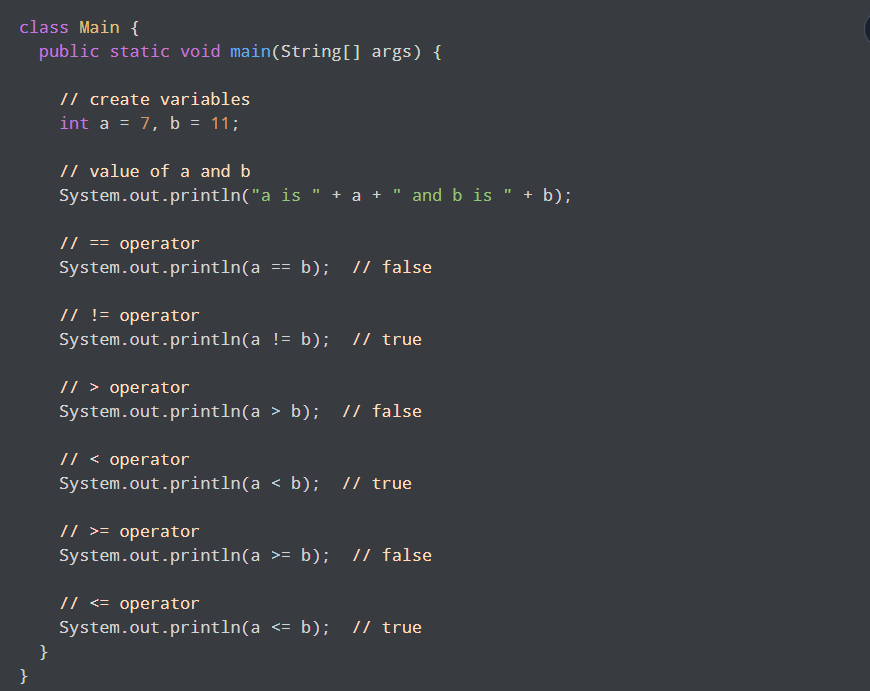 class Main {
  public static void main(String[] args) {

    // create variables
    int a = 7, b = 11;

    // value of a and b
    System.out.println("a is " + a + " and b is " + b);

    // == operator
    System.out.println(a == b);  // false

    // != operator
    System.out.println(a != b);  // true

    // > operator
    System.out.println(a > b);  // false

    // < operator
    System.out.println(a < b);  // true

    // >= operator
    System.out.println(a >= b);  // false

    // <= operator
    System.out.println(a <= b);  // true
  }
}